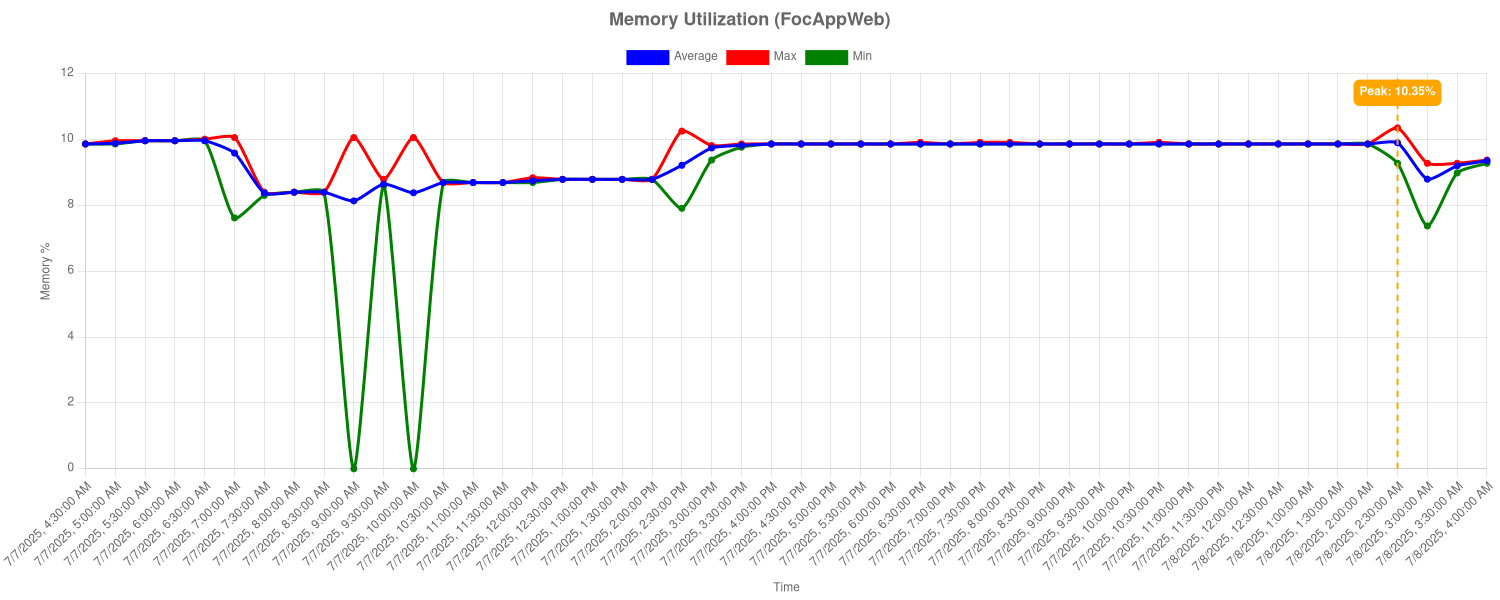 Memory Utilization (FocAppWeb)
Average Max Min
Peak: 10.35%
12
10
8
6
4
2
0
Memory %
7/7/2025, 4:30:00 AM
7/7/2025, 5:00:00 AM
7/7/2025, 5:30:00 AM
7/7/2025, 6:00:00 AM
7/7/2025, 6:30:00 AM
7/7/2025, 7:00:00 AM
7/7/2025, 7:30:00 AM
7/7/2025, 8:00:00 AM
7/7/2025, 8:30:00 AM
7/7/2025, 9:00:00 AM
7/7/2025, 9:30:00 AM
7/7/2025, 10:00:00 AM
7/7/2025, 10:30:00 AM
7/7/2025, 11:00:00 AM
7/7/2025, 11:30:00 AM
7/7/2025, 12:00:00 PM
7/7/2025, 12:30:00 PM
7/7/2025, 1:00:00 PM
7/7/2025, 1:30:00 PM
7/7/2025, 2:00:00 PM
7/7/2025, 2:30:00 PM
7/7/2025, 3:00:00 PM
7/7/2025, 3:30:00 PM
7/7/2025, 4:00:00 PM
7/7/2025, 4:30:00 PM
7/7/2025, 5:00:00 PM
7/7/2025, 5:30:00 PM
7/7/2025, 6:00:00 PM
7/7/2025, 6:30:00 PM
7/7/2025, 7:00:00 PM
7/7/2025, 7:30:00 PM
7/7/2025, 8:00:00 PM
7/7/2025, 8:30:00 PM
7/7/2025, 9:00:00 PM
7/7/2025, 9:30:00 PM
7/7/2025, 10:00:00 PM
7/7/2025, 10:30:00 PM
7/7/2025, 11:00:00 PM
7/7/2025, 11:30:00 PM
7/8/2025, 12:00:00 AM
7/8/2025, 12:30:00 AM
7/8/2025, 1:00:00 AM
7/8/2025, 1:30:00 AM
7/8/2025, 2:00:00 AM
7/8/2025, 2:30:00 AM
7/8/2025, 3:00:00 AM
7/8/2025, 3:30:00 AM
7/8/2025, 4:00:00 AM
Time